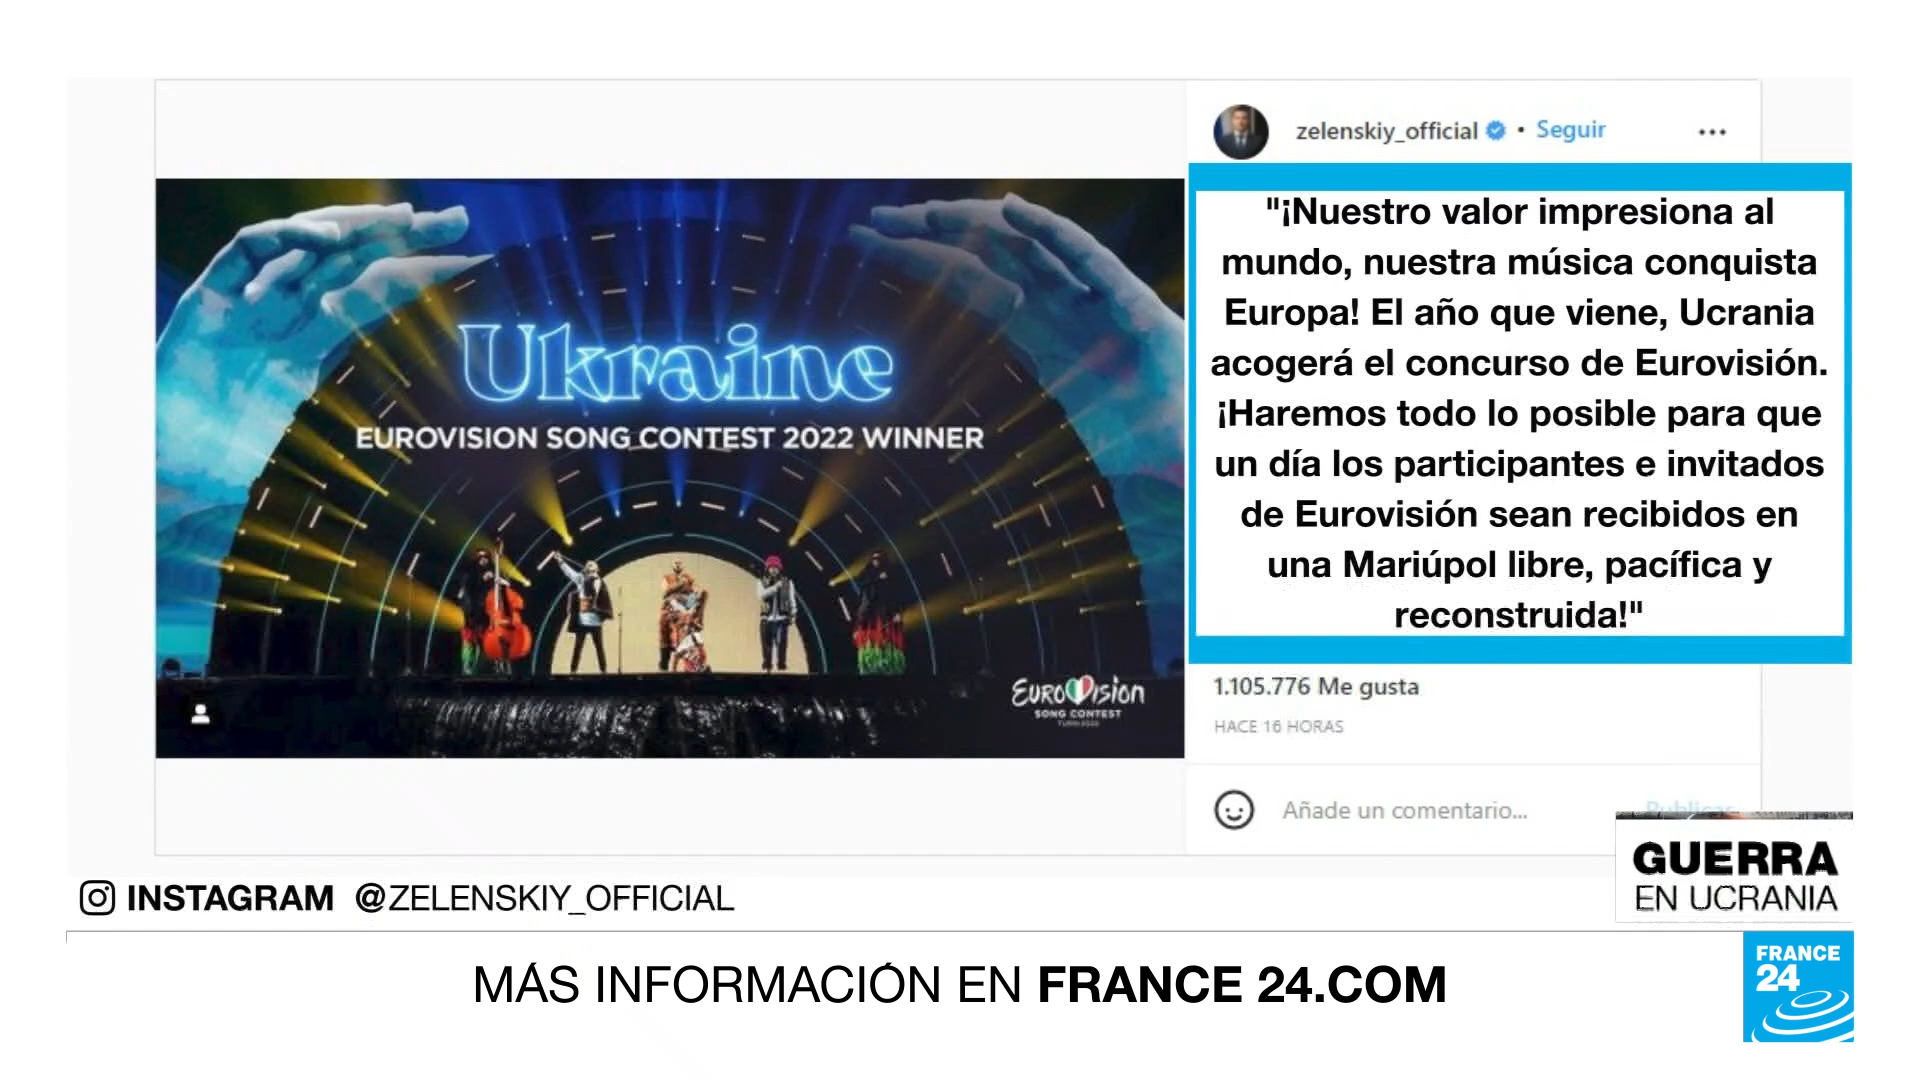 zelenskiy_official • Seguir
"¡Nuestro valor impresiona al
mundo, nuestra música conquista
Europa! El año que viene, Ucrania
acogerá el concurso de Eurovisión.
¡Haremos todo lo posible para que
un día los participantes e invitados
de Eurovisión sean recibidos en
una Mariúpol libre, pacífica y
reconstruida!"
Ukraine
EUROVISION SONG CONTEST 2022 WINNER
EUROVISION
SONG CONTEST
1.105.776 Me gusta
HACE 16 HORAS
Añade un comentario...
Publicar
GUERRA
EN UCRANIA
INSTAGRAM @ZELENSKIY_OFFICIAL
MÁS INFORMACIÓN EN FRANCE 24.COM
FRANCE
24